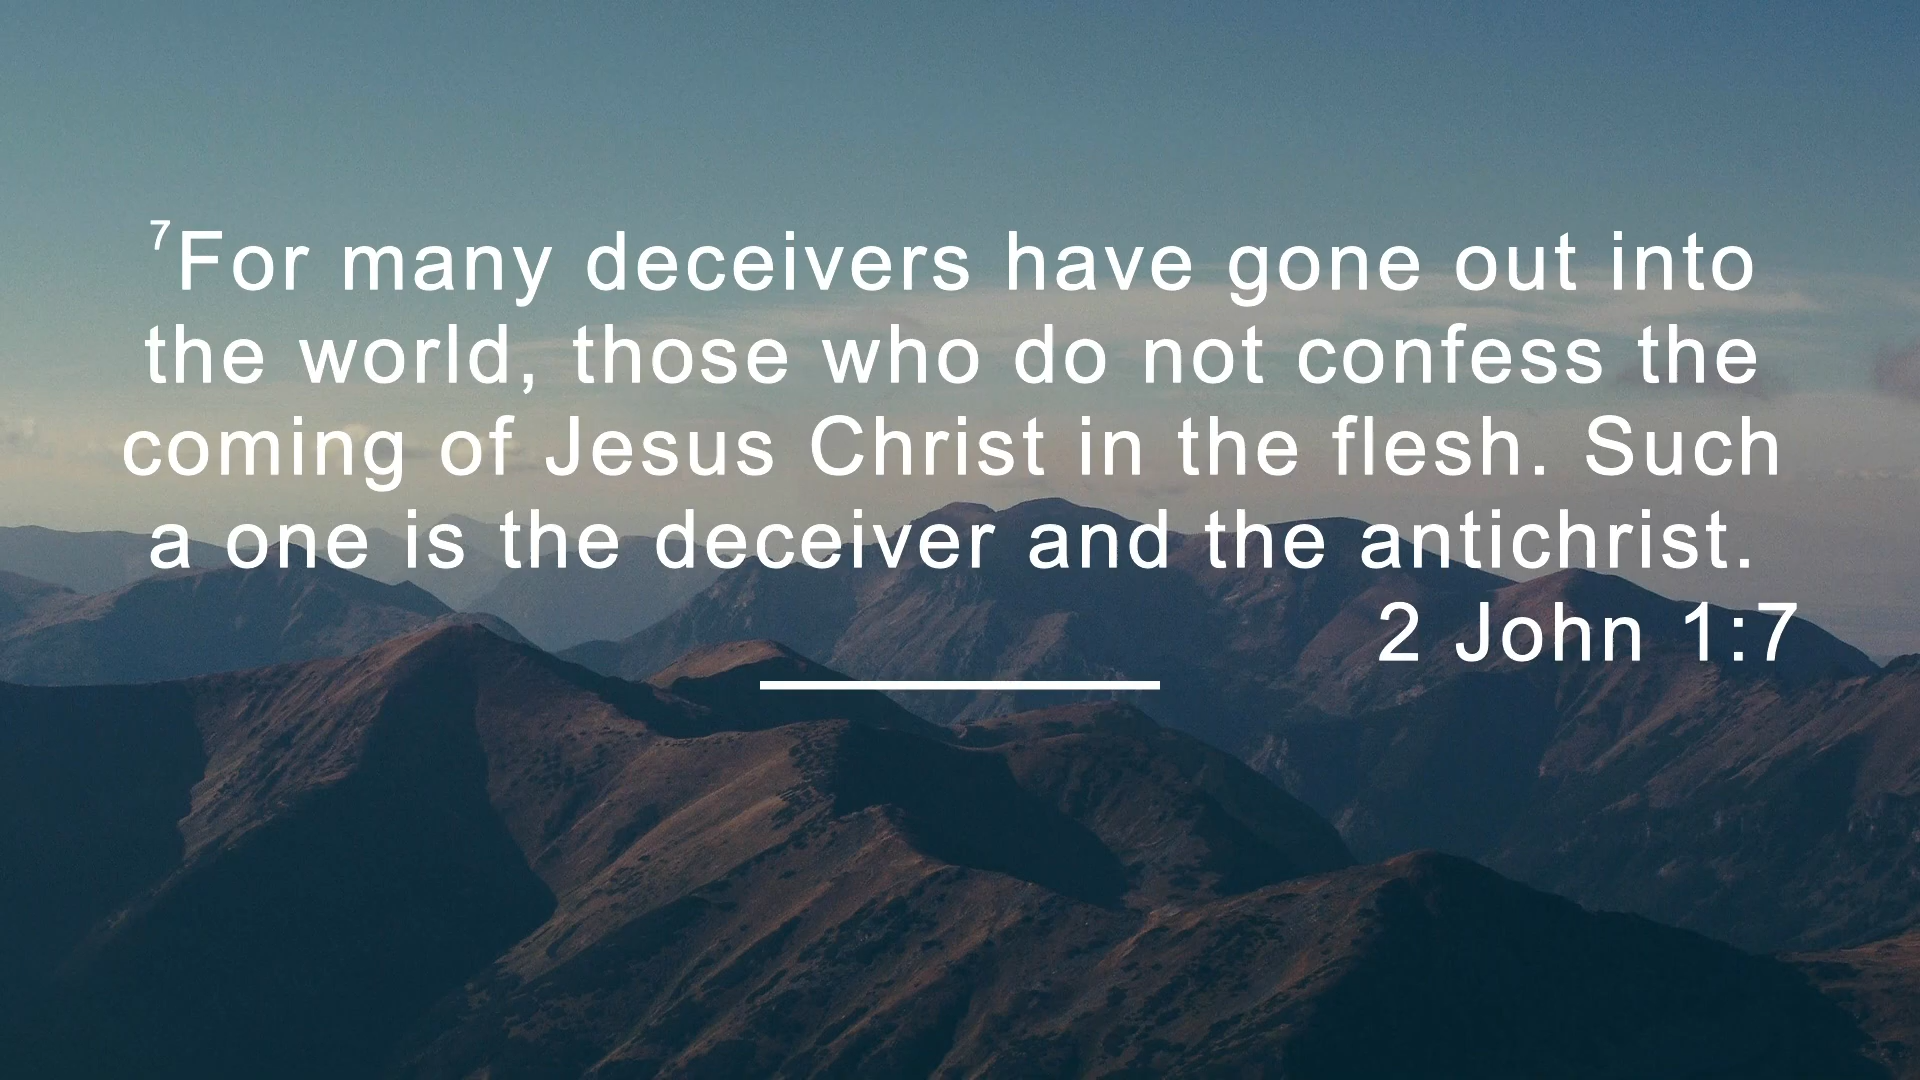 ⁷For many deceivers have gone out into
the world, those who do not confess the
coming of Jesus Christ in the flesh. Such
a one is the deceiver and the antichrist.
2 John 1:7